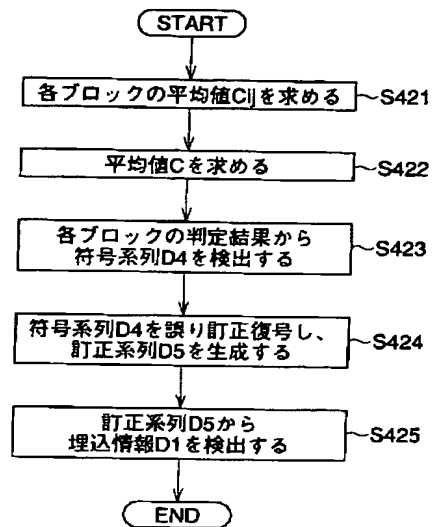 START
各ブロックの平均値Cijを求める
S421
平均値Cを求める
S422
各ブロックの判定結果から
符号系列D4を検出する
S423
符号系列D4を誤り訂正復号し、
訂正系列D5を生成する
S424
訂正系列D5から
埋込情報D1を検出する
S425
END